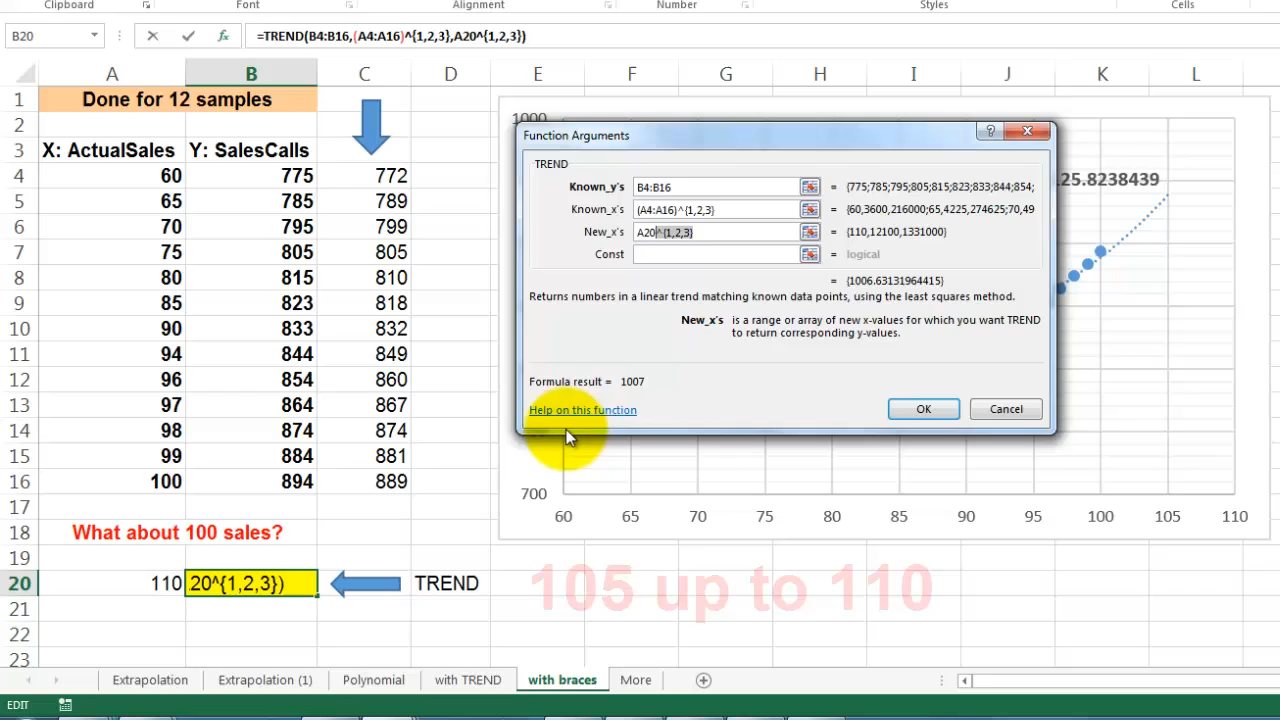 Clipboard Font Alignment Number Styles Cells
B20 fx =TREND(B4:B16,(A4:A16)^{1,2,3},A20^{1,2,3})
A B C D E F G H I J K L
1 Done for 12 samples
2
3 X: ActualSales Y: SalesCalls
4 60 775 772
5 65 785 789
6 70 795 799
7 75 805 805
8 80 815 810
9 85 823 818
10 90 833 832
11 94 844 849
12 96 854 860
13 97 864 867
14 98 874 874
15 99 884 881
16 100 894 889
17
18 What about 100 sales?
19
20 110 20^{1,2,3}) TREND
21
22
23
1000
25.8238439
700
60 65 70 75 80 85 90 95 100 105 110
Function Arguments
TREND
Known_y's B4:B16 = {775;785;795;805;815;823;833;844;854;
Known_x's (A4:A16)^{1,2,3} = {60,3600,216000;65,4225,274625;70,49
New_x's A20^{1,2,3} = {110,12100,1331000}
Const = logical
= {1006.63131964415}
Returns numbers in a linear trend matching known data points, using the least squares method.
New_x's is a range or array of new x-values for which you want TREND
to return corresponding y-values.
Formula result = 1007
Help on this function OK Cancel
105 up to 110
Extrapolation Extrapolation (1) Polynomial with TREND with braces More
EDIT